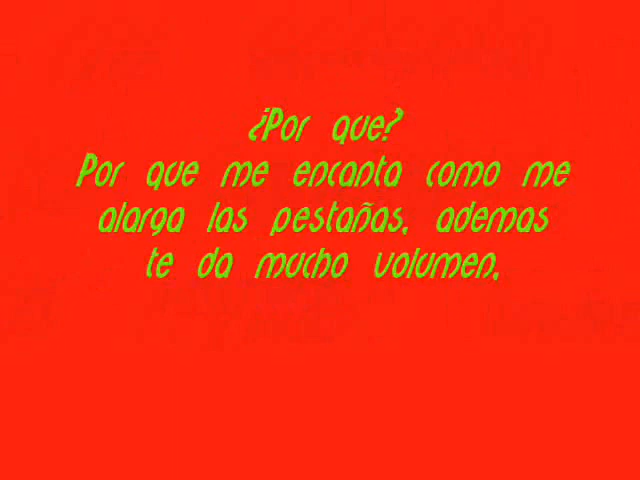 ¿Por que?
Por que me encanta como me
alarga las pestañas, ademas
te da mucho volumen,